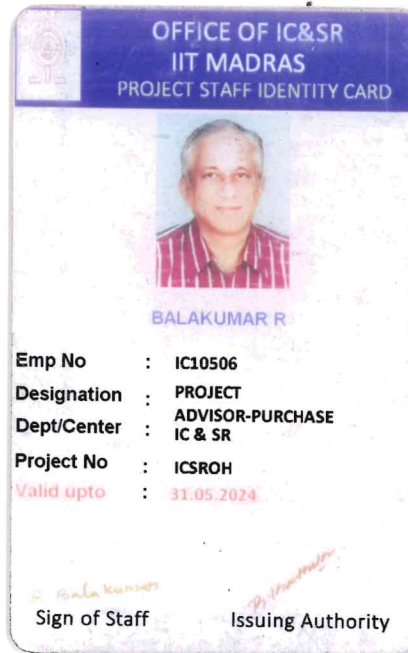 OFFICE OF IC&SR
IIT MADRAS
PROJECT STAFF IDENTITY CARD
BALAKUMAR R
Emp No : IC10506
Designation : PROJECT
ADVISOR-PURCHASE
Dept/Center : IC & SR
Project No : ICSROH
Valid upto : 31.05.2024
R Balakumar
Sign of Staff Issuing Authority